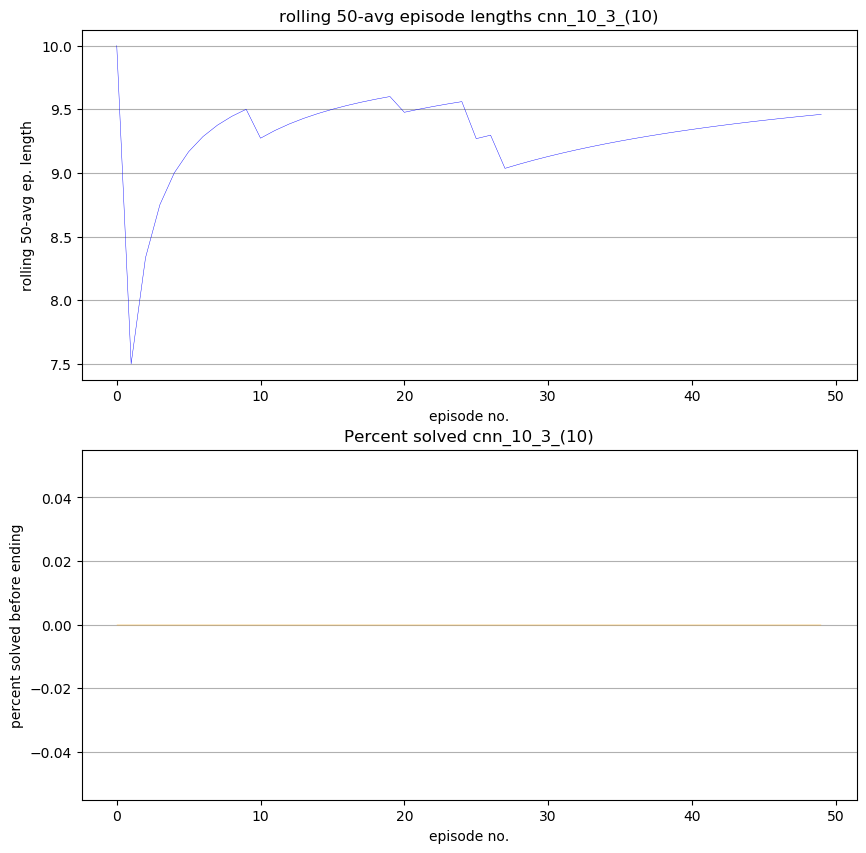 rolling 50-avg episode lengths cnn_10_3_(10)
rolling 50-avg ep. length
10.0
9.5
9.0
8.5
8.0
7.5
0 10 20 30 40 50
episode no.
Percent solved cnn_10_3_(10)
percent solved before ending
0.04
0.02
0.00
−0.02
−0.04
0 10 20 30 40 50
episode no.